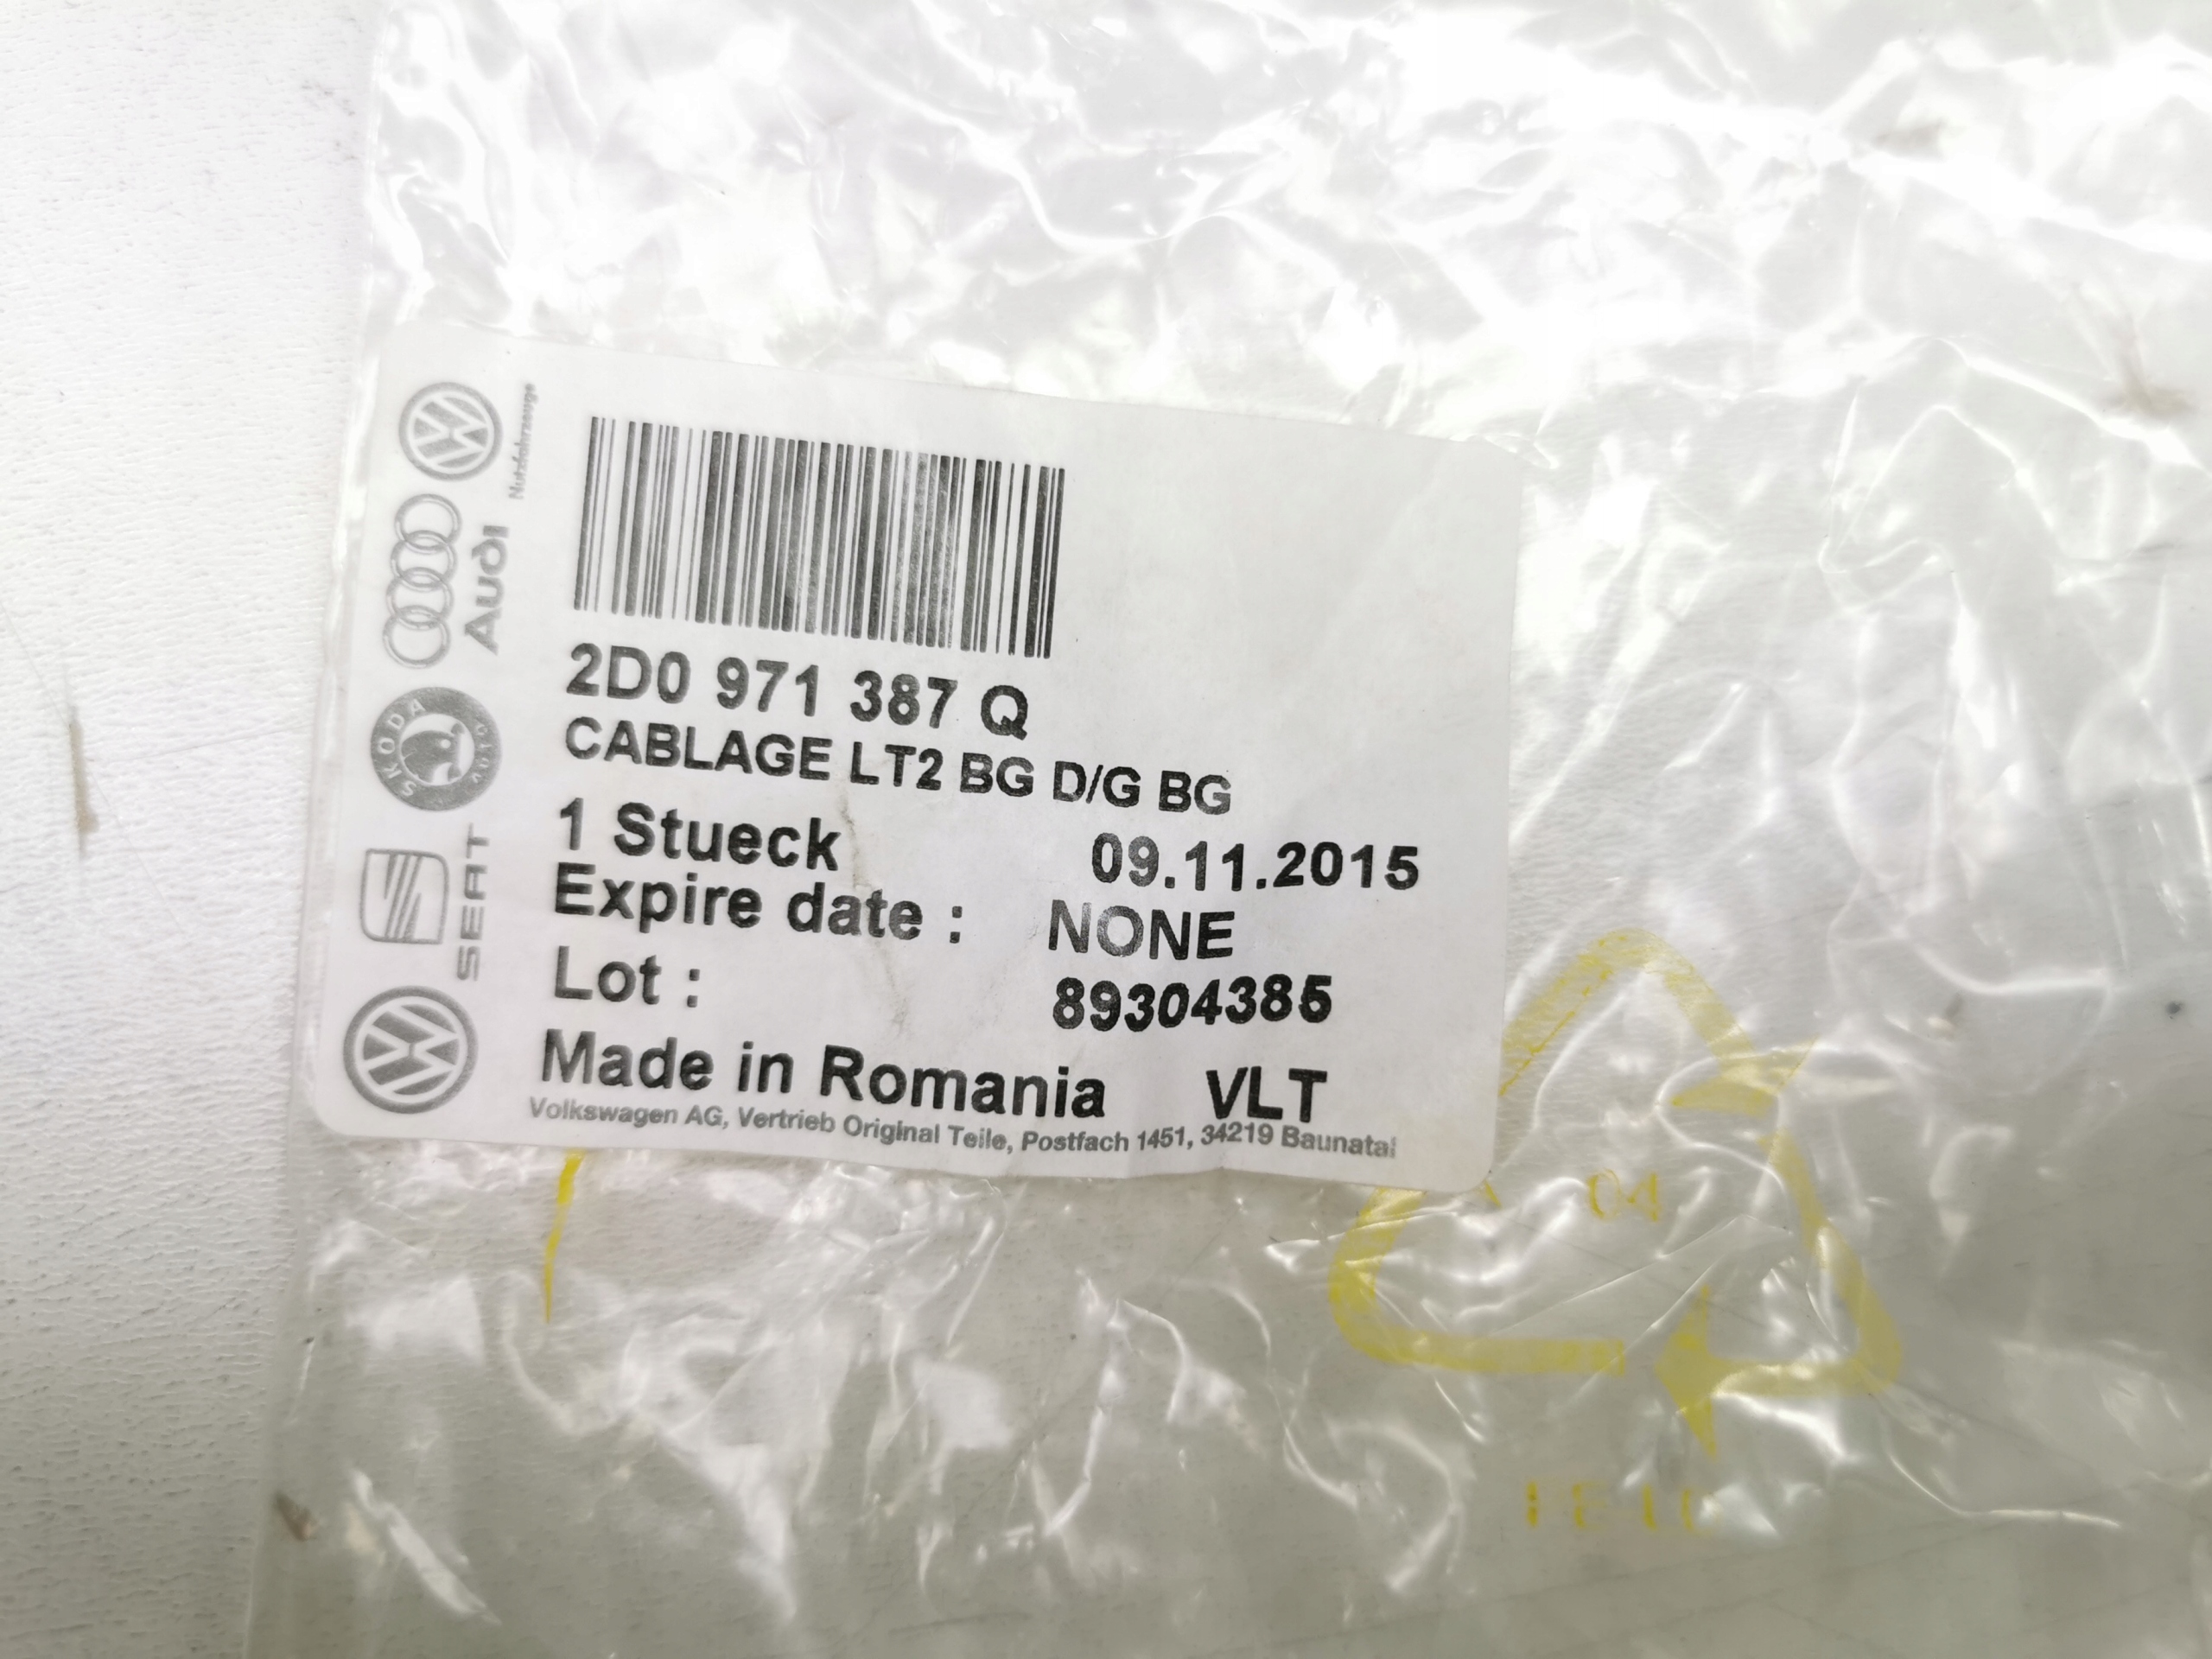 2D0 971 387 Q
CABLAGE LT2 BG D/G BG
1 Stueck 09.11.2015
Expire date : NONE
Lot : 89304385
Made in Romania VLT
Volkswagen AG, Vertrieb Original Teile, Postfach 1451, 34219 Baunatal
Nutzfahrzeuge
Audi
SKODA AUTO
SEAT
04